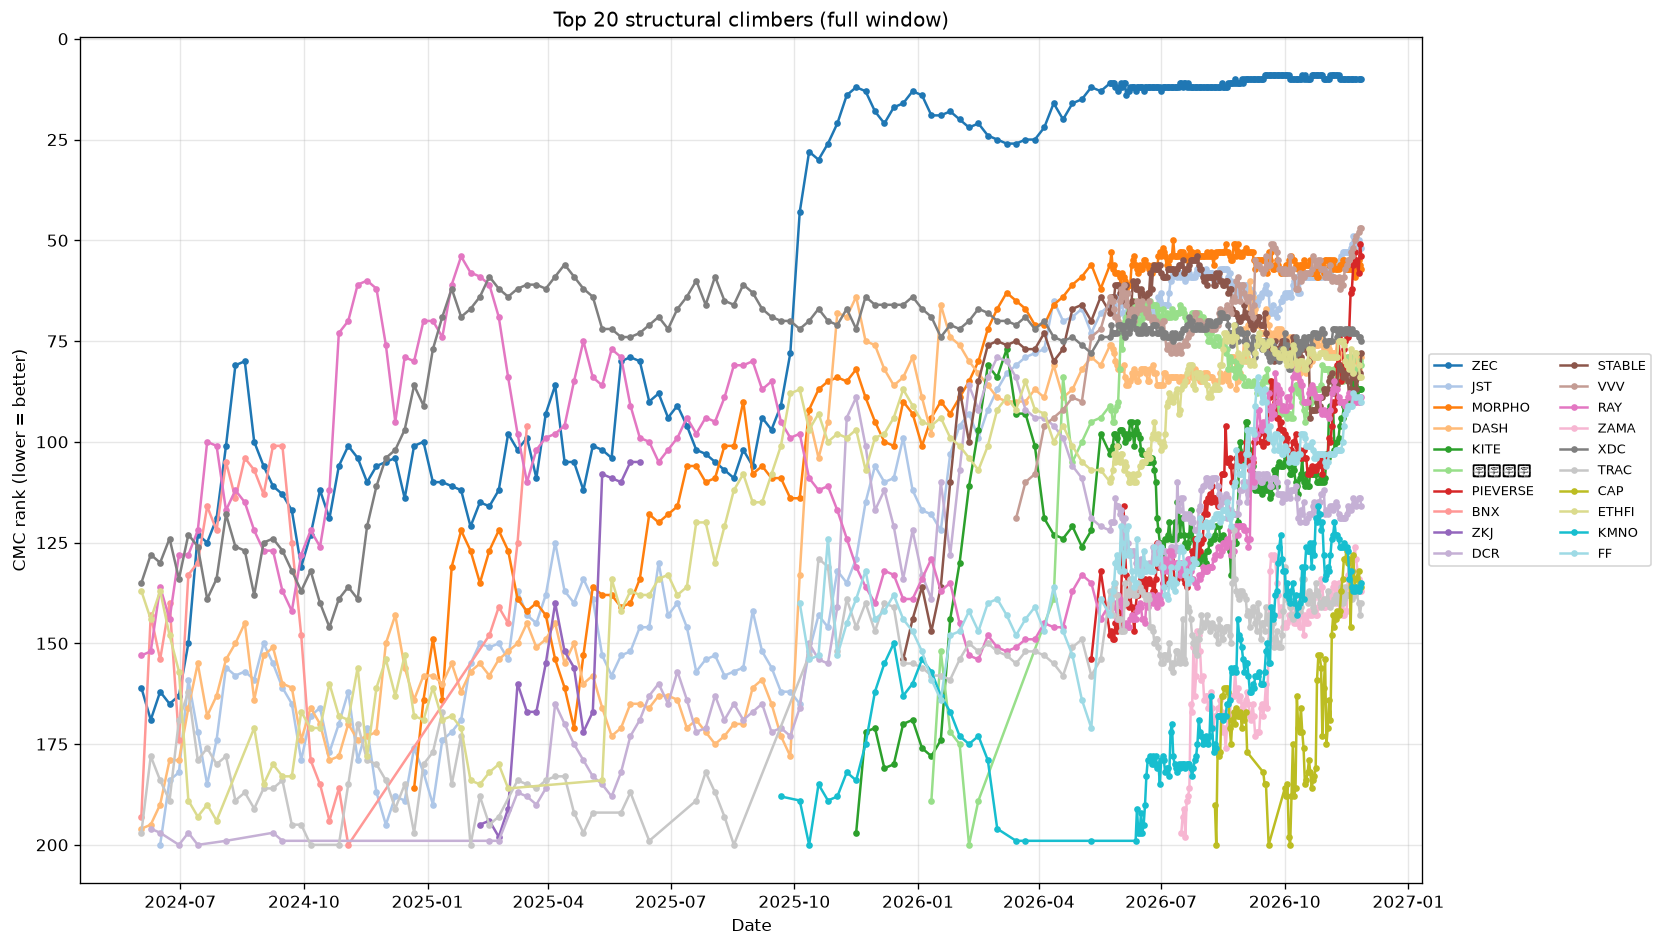 Top 20 structural climbers (full window)
0
25
50
75
100
125
150
175
200
CMC rank (lower = better)
2024-07
2024-10
2025-01
2025-04
2025-07
2025-10
2026-01
2026-04
2026-07
2026-10
2027-01
Date
ZEC
JST
MORPHO
DASH
KITE
PIEVERSE
BNX
ZKJ
DCR
STABLE
VVV
RAY
ZAMA
XDC
TRAC
CAP
ETHFI
KMNO
FF